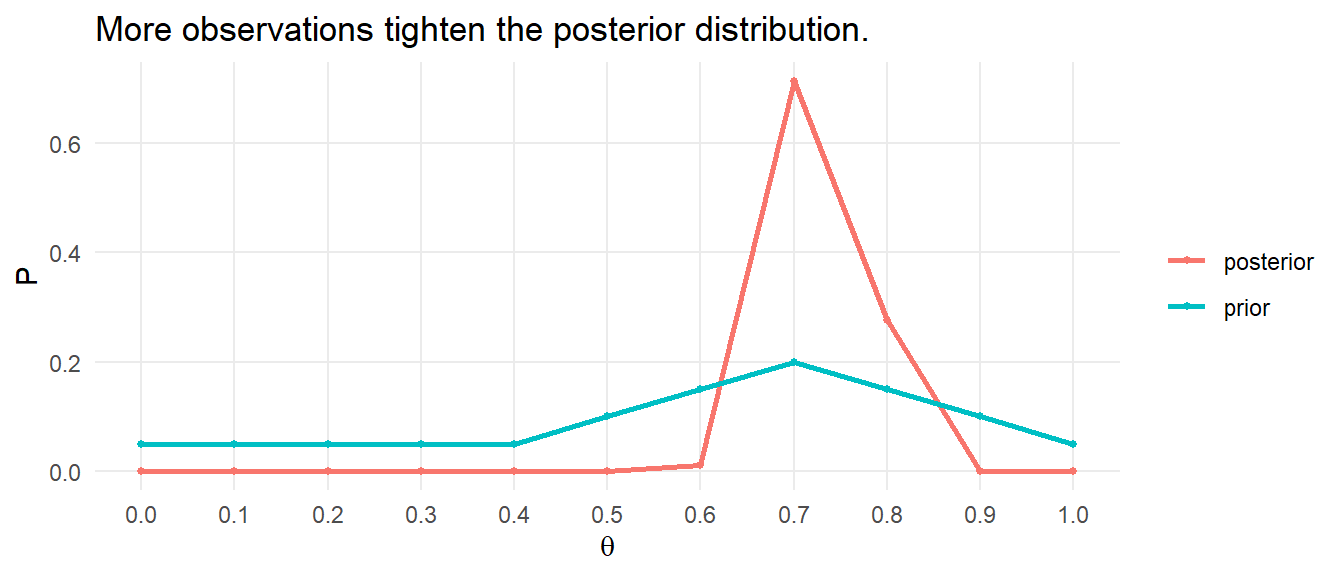 More observations tighten the posterior distribution.
0.6
0.4
0.2
0.0
P
0.0 0.1 0.2 0.3 0.4 0.5 0.6 0.7 0.8 0.9 1.0
θ
posterior
prior